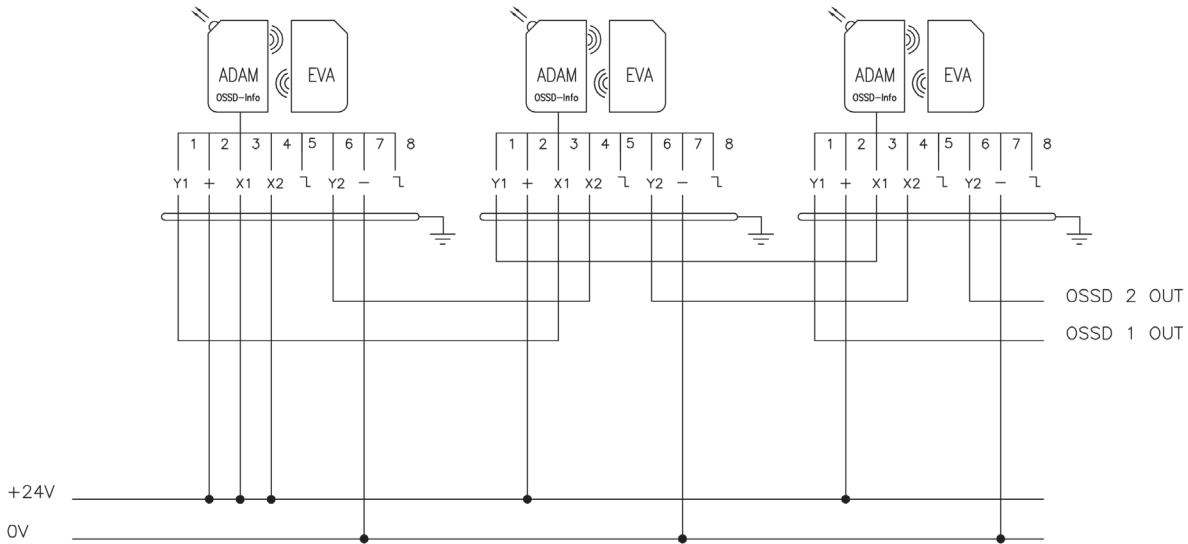 ADAM EVA ADAM EVA ADAM EVA
OSSD-Info OSSD-Info OSSD-Info
1 2 3 4 5 6 7 8 1 2 3 4 5 6 7 8 1 2 3 4 5 6 7 8
Y1 + X1 X2 Y2 - Y1 + X1 X2 Y2 - Y1 + X1 X2 Y2 -
OSSD 2 OUT
OSSD 1 OUT
+24V
0V